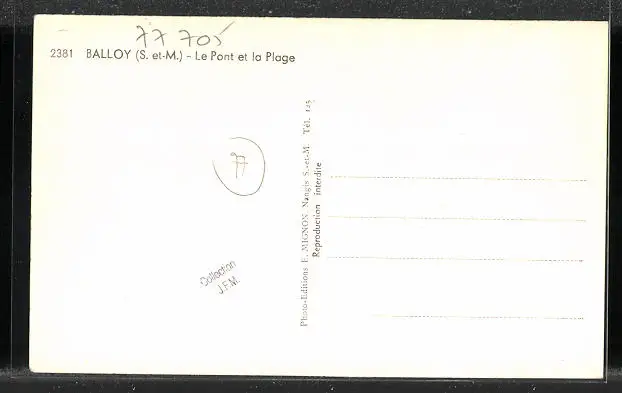 77 705
2381 BALLOY (S. et-M.) - Le Pont et la Plage
77
Collection
J.F.M.
Photo-Editions E. MIGNON, Nangis S.-et-M. Tél. 125
Reproduction interdite